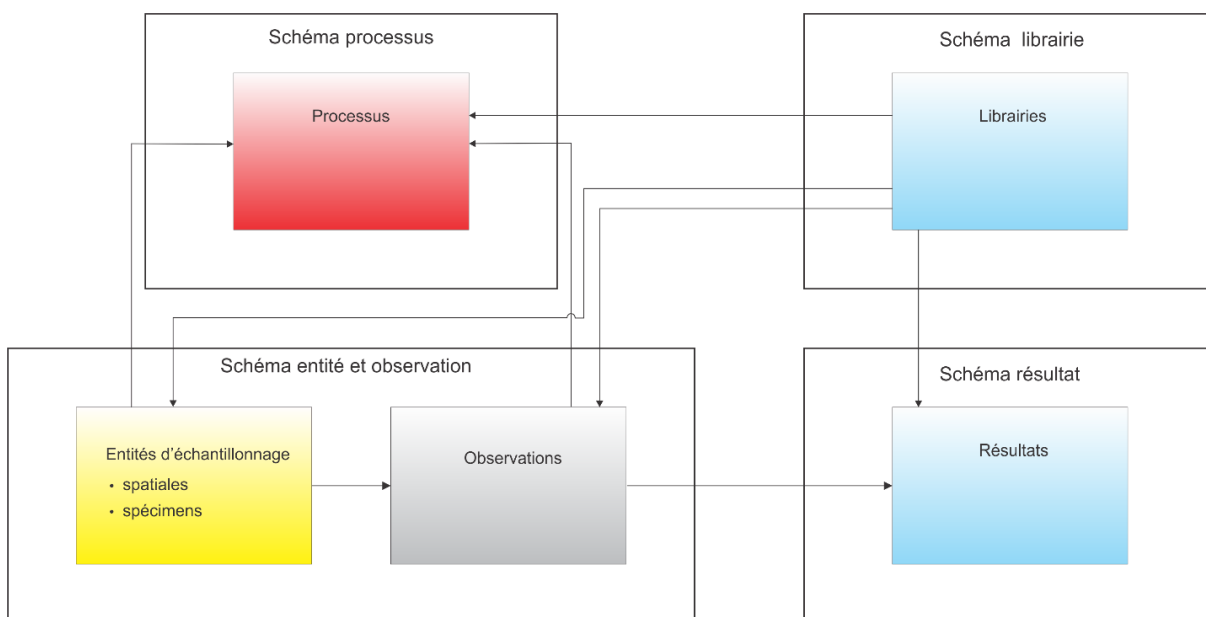 Schéma processus
Processus
Schéma librairie
Librairies
Schéma entité et observation
Entités d'échantillonnage
• spatiales
• spécimens
Observations
Schéma résultat
Résultats